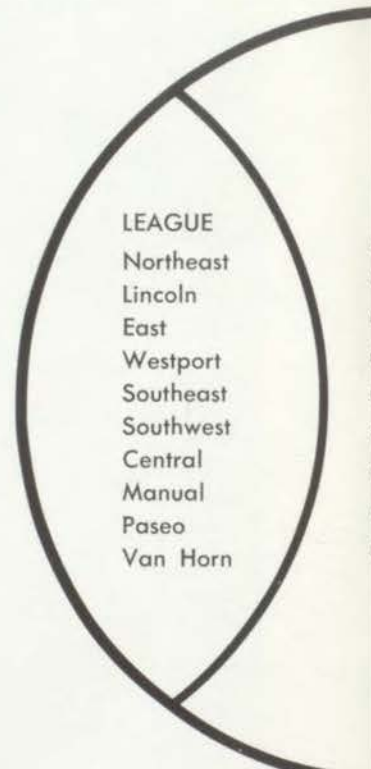 LEAGUE
Northeast
Lincoln
East
Westport
Southeast
Southwest
Central
Manual
Paseo
Van Horn